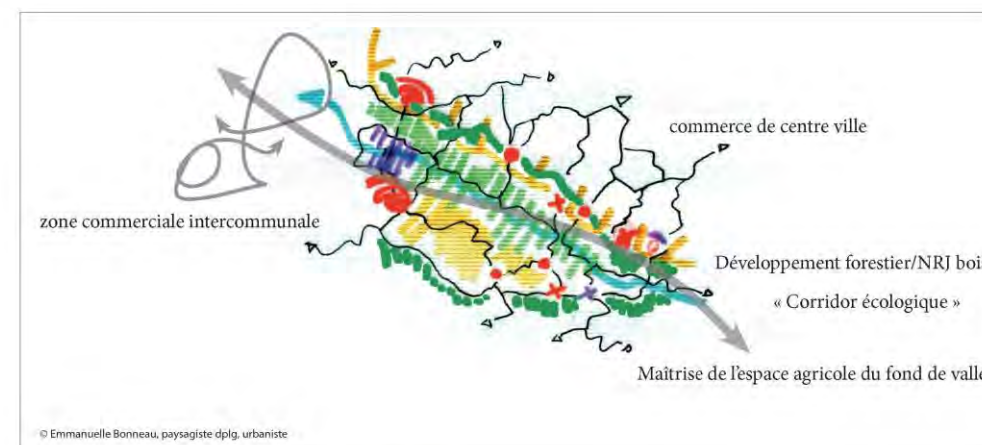 commerce de centre ville
zone commerciale intercommunale
Développement forestier/NRJ boi
« Corridor écologique »
Maîtrise de l'espace agricole du fond de valle
© Emmanuelle Bonneau, paysagiste dplg, urbaniste